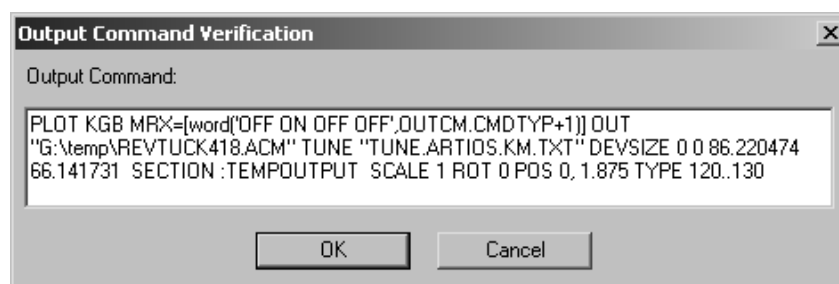 Output Command Verification
Output Command:
PLOT KGB MRX=[word('OFF ON OFF OFF',OUTCM.CMDTYP+1)] OUT
"G:\temp\REVTUCK418.ACM" TUNE "TUNE.ARTIOS.KM.TXT" DEVSIZE 0 0 86.220474
66.141731  SECTION :TEMPOUTPUT  SCALE 1 ROT 0 POS 0, 1.875 TYPE 120..130
OK
Cancel